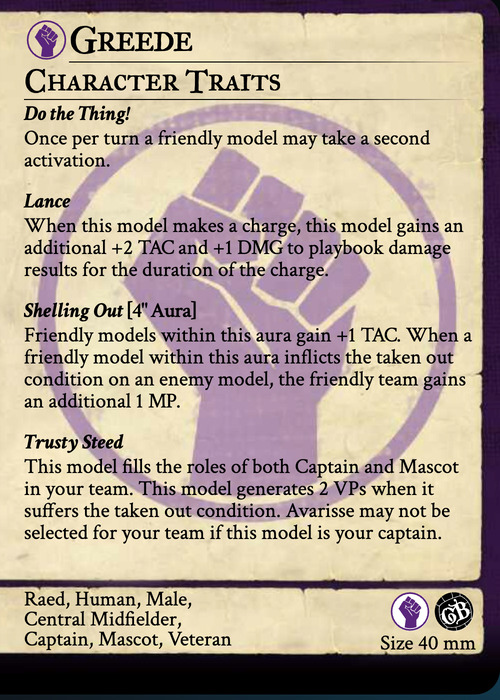 Greede
Character Traits
Do the Thing!
Once per turn a friendly model may take a second
activation.
Lance
When this model makes a charge, this model gains an
additional +2 TAC and +1 DMG to playbook damage
results for the duration of the charge.
Shelling Out [4" Aura]
Friendly models within this aura gain +1 TAC. When a
friendly model within this aura inflicts the taken out
condition on an enemy model, the friendly team gains
an additional 1 MP.
Trusty Steed
This model fills the roles of both Captain and Mascot
in your team. This model generates 2 VPs when it
suffers the taken out condition. Avarisse may not be
selected for your team if this model is your captain.
Raed, Human, Male,
Central Midfielder,
Captain, Mascot, Veteran
GB
Size 40 mm